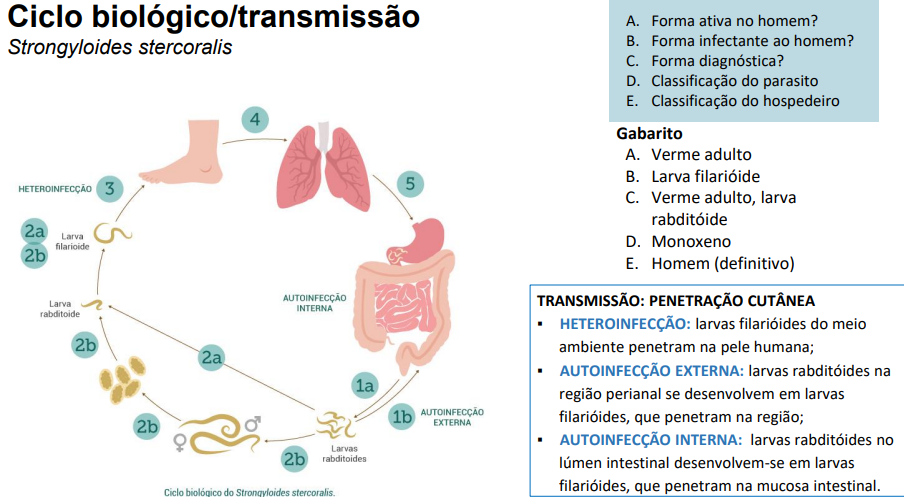 Ciclo biológico/transmissão
Strongyloides stercoralis
A. Forma ativa no homem?
B. Forma infectante ao homem?
C. Forma diagnóstica?
D. Classificação do parasito
E. Classificação do hospedeiro
Gabarito
A. Verme adulto
B. Larva filarióide
C. Verme adulto, larva
rabditóide
D. Monoxeno
E. Homem (definitivo)
4
HETEROINFECÇÃO
3
5
2a
2b
Larva
filarioide
AUTOINFECÇÃO
INTERNA
Larva
rabditoide
2b
2a
1a
1b
AUTOINFECÇÃO
EXTERNA
2b
♀
♂
Larvas
rabditoides
2b
Ciclo biológico do Strongyloides stercoralis.
TRANSMISSÃO: PENETRAÇÃO CUTÂNEA
▪ HETEROINFECÇÃO: larvas filarióides do meio
ambiente penetram na pele humana;
▪ AUTOINFECÇÃO EXTERNA: larvas rabditóides na
região perianal se desenvolvem em larvas
filarióides, que penetram na região;
▪ AUTOINFECÇÃO INTERNA: larvas rabditóides no
lúmen intestinal desenvolvem-se em larvas
filarióides, que penetram na mucosa intestinal.